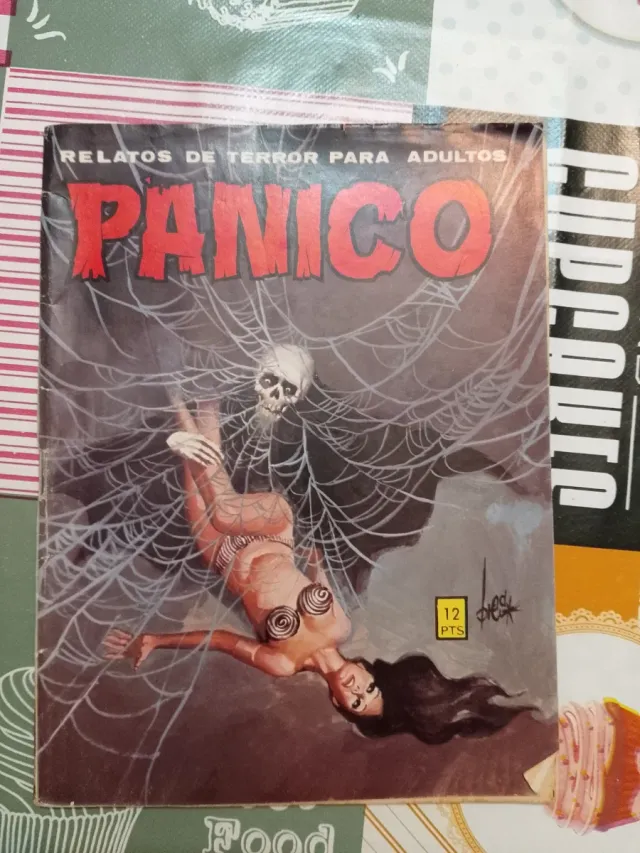 RELATOS DE TERROR PARA ADULTOS
PANICO
12
PTS
CUPCAKE
Food